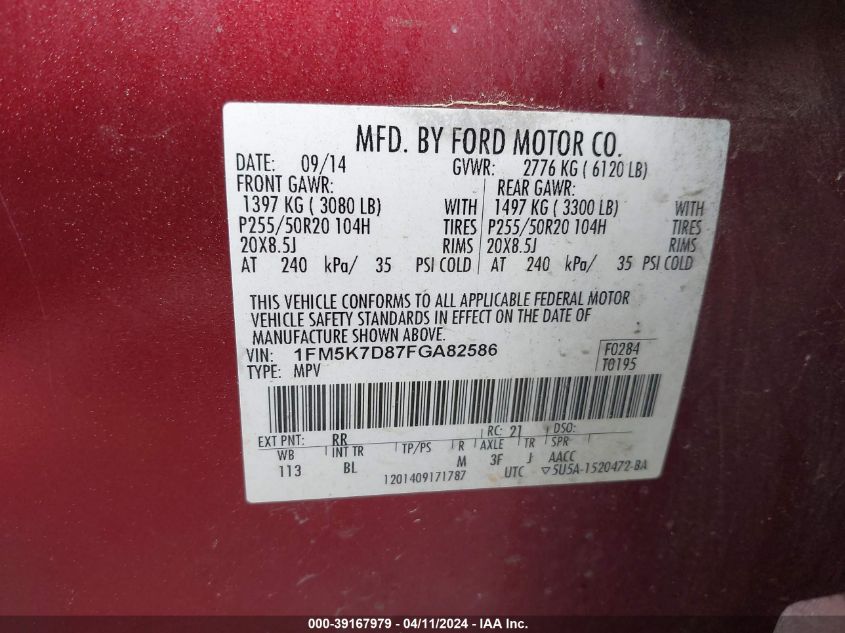 MFD. BY FORD MOTOR CO.
DATE: 09/14 GVWR: 2776 KG ( 6120 LB)
FRONT GAWR: REAR GAWR:
1397 KG ( 3080 LB) WITH 1497 KG ( 3300 LB) WITH
P255/50R20 104H TIRES P255/50R20 104H TIRES
20X8.5J RIMS 20X8.5J RIMS
AT 240 kPa/ 35 PSI COLD AT 240 kPa/ 35 PSI COLD
THIS VEHICLE CONFORMS TO ALL APPLICABLE FEDERAL MOTOR
VEHICLE SAFETY STANDARDS IN EFFECT ON THE DATE OF
MANUFACTURE SHOWN ABOVE.
VIN: 1FM5K7D87FGA82586 F0284
TYPE: MPV T0195
EXT PNT: RR RC: 21 DSO:
WB INT TR TP/PS R AXLE TR SPR
113 BL M 3F J AACC
1201409171787 UTC ▽5U5A-1520472-BA
000-39167979 - 04/11/2024 - IAA Inc.